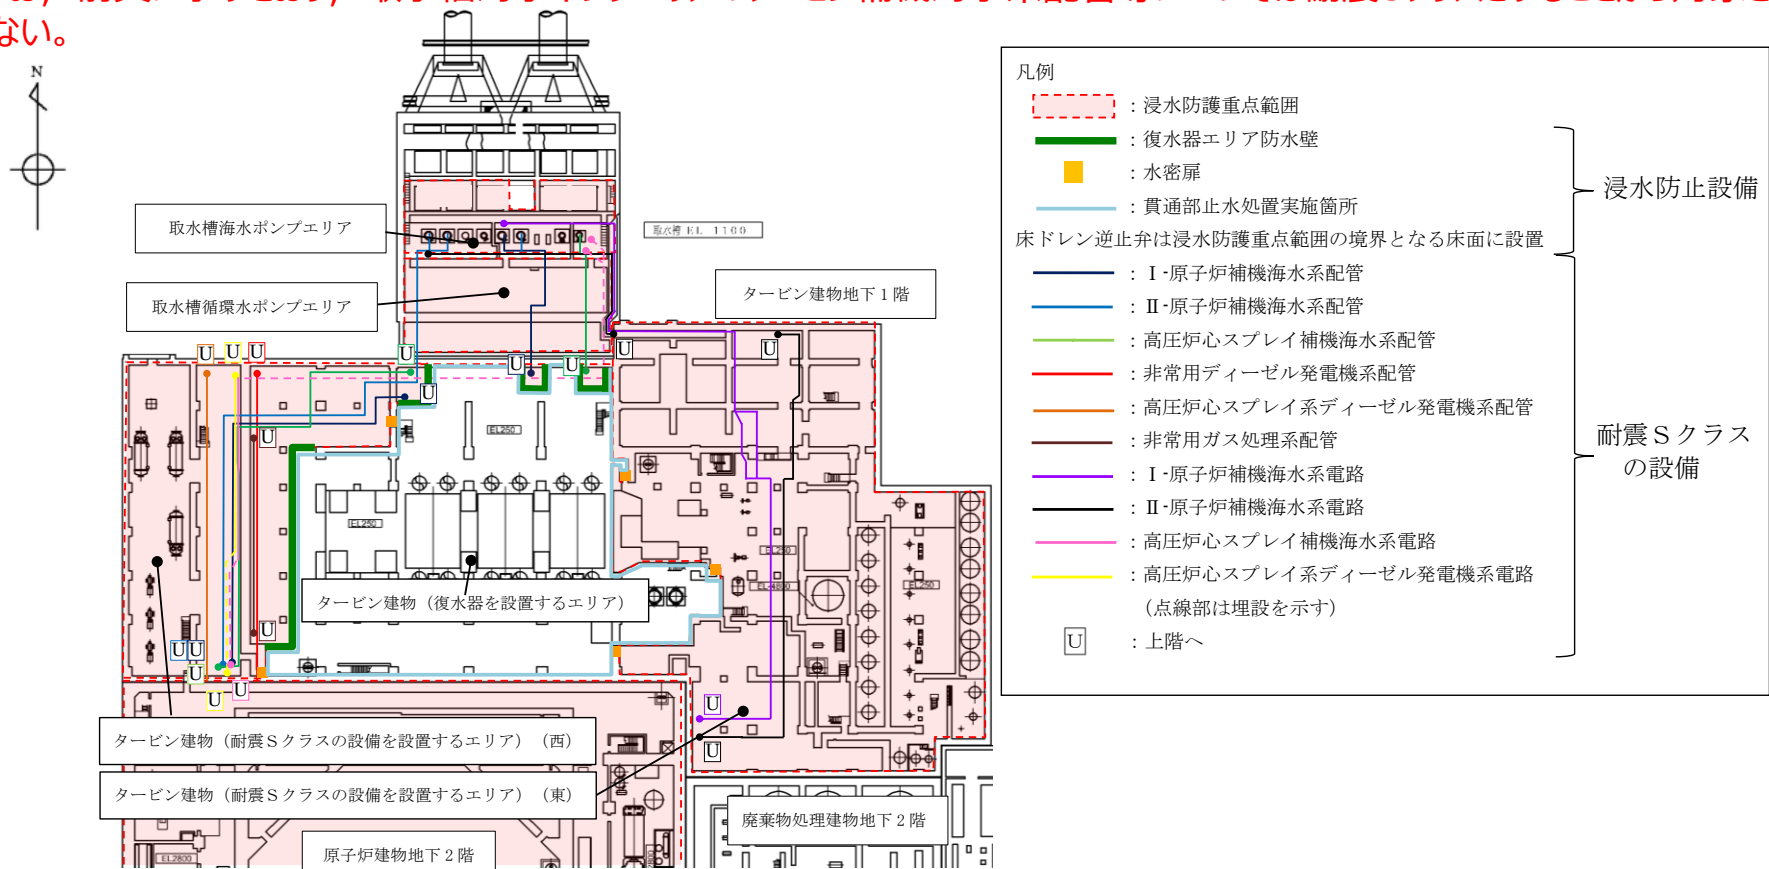 ない。
N
取水槽海水ポンプエリア
取水槽 EL 1100
取水槽循環水ポンプエリア
タービン建物地下1階
U U U U U U U U
U
U
EL250
EL250
EL250
EL-4800
EL250
タービン建物（復水器を設置するエリア）
U
U U
U
U U
U
U
タービン建物（耐震Sクラスの設備を設置するエリア）（西）
タービン建物（耐震Sクラスの設備を設置するエリア）（東）
廃棄物処理建物地下2階
原子炉建物地下2階
EL2800
凡例
：浸水防護重点範囲
：復水器エリア防水壁
：水密扉
：貫通部止水処置実施箇所
床ドレン逆止弁は浸水防護重点範囲の境界となる床面に設置
浸水防止設備
：Ⅰ-原子炉補機海水系配管
：Ⅱ-原子炉補機海水系配管
：高圧炉心スプレイ補機海水系配管
：非常用ディーゼル発電機系配管
：高圧炉心スプレイ系ディーゼル発電機系配管
：非常用ガス処理系配管
：Ⅰ-原子炉補機海水系電路
：Ⅱ-原子炉補機海水系電路
：高圧炉心スプレイ補機海水系電路
：高圧炉心スプレイ系ディーゼル発電機系電路
（点線部は埋設を示す）
U ：上階へ
耐震Sクラス
の設備